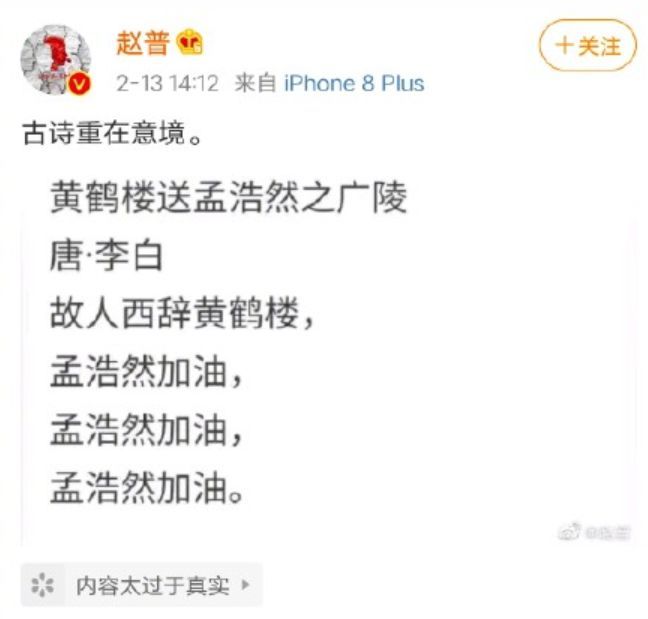 赵普
+关注
2-13 14:12 来自 iPhone 8 Plus
古诗重在意境。
黄鹤楼送孟浩然之广陵
唐·李白
故人西辞黄鹤楼，
孟浩然加油，
孟浩然加油，
孟浩然加油。
@赵普
内容太过于真实